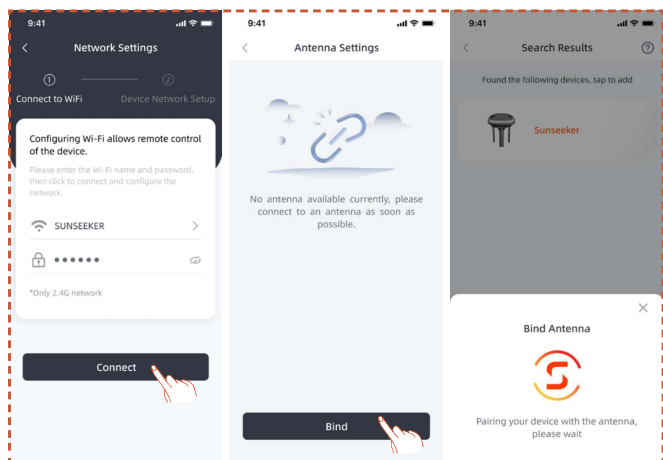 9:41
Network Settings
1
2
Connect to WiFi
Device Network Setup
Configuring Wi-Fi allows remote control
of the device.
Please enter the Wi-Fi name and password,
then click to connect and configure the
network.
SUNSEEKER
*Only 2.4G network
Connect
9:41
Antenna Settings
No antenna available currently, please
connect to an antenna as soon as
possible.
Bind
9:41
Search Results
?
Found the following devices, tap to add
Sunseeker
Bind Antenna
S
Pairing your device with the antenna,
please wait